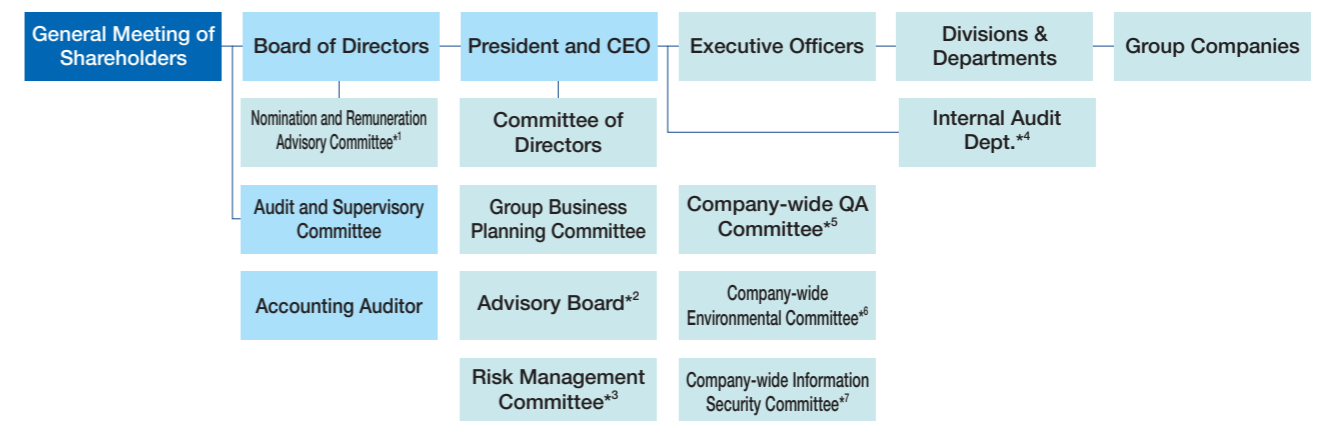 General Meeting of
Shareholders
Board of Directors
President and CEO
Executive Officers
Divisions &
Departments
Group Companies
Nomination and Remuneration
Advisory Committee*1
Committee of
Directors
Internal Audit
Dept.*4
Audit and Supervisory
Committee
Group Business
Planning Committee
Company-wide QA
Committee*5
Accounting Auditor
Advisory Board*2
Company-wide
Environmental Committee*6
Risk Management
Committee*3
Company-wide Information
Security Committee*7